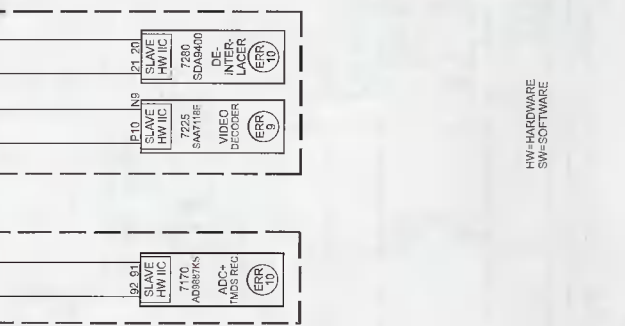 21 20
SLAVE
HW IIC
7280
SDA9400
DE-
INTER-
LACER
ERR
10
P10 N9
SLAVE
HW IIC
7225
SAA7118E
VIDEO
DECODER
ERR
9
92 91
SLAVE
HW IIC
7170
AD9887KS
ADC+
TMDS REC
ERR
10
HW=HARDWARE
SW=SOFTWARE